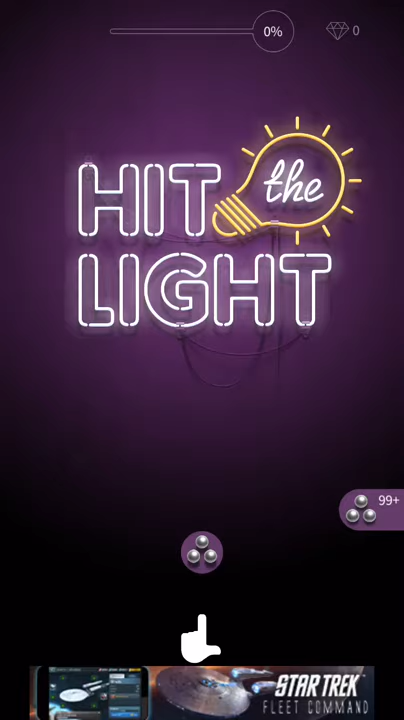 0%
0
HIT the
LIGHT
99+
STAR TREK
FLEET COMMAND